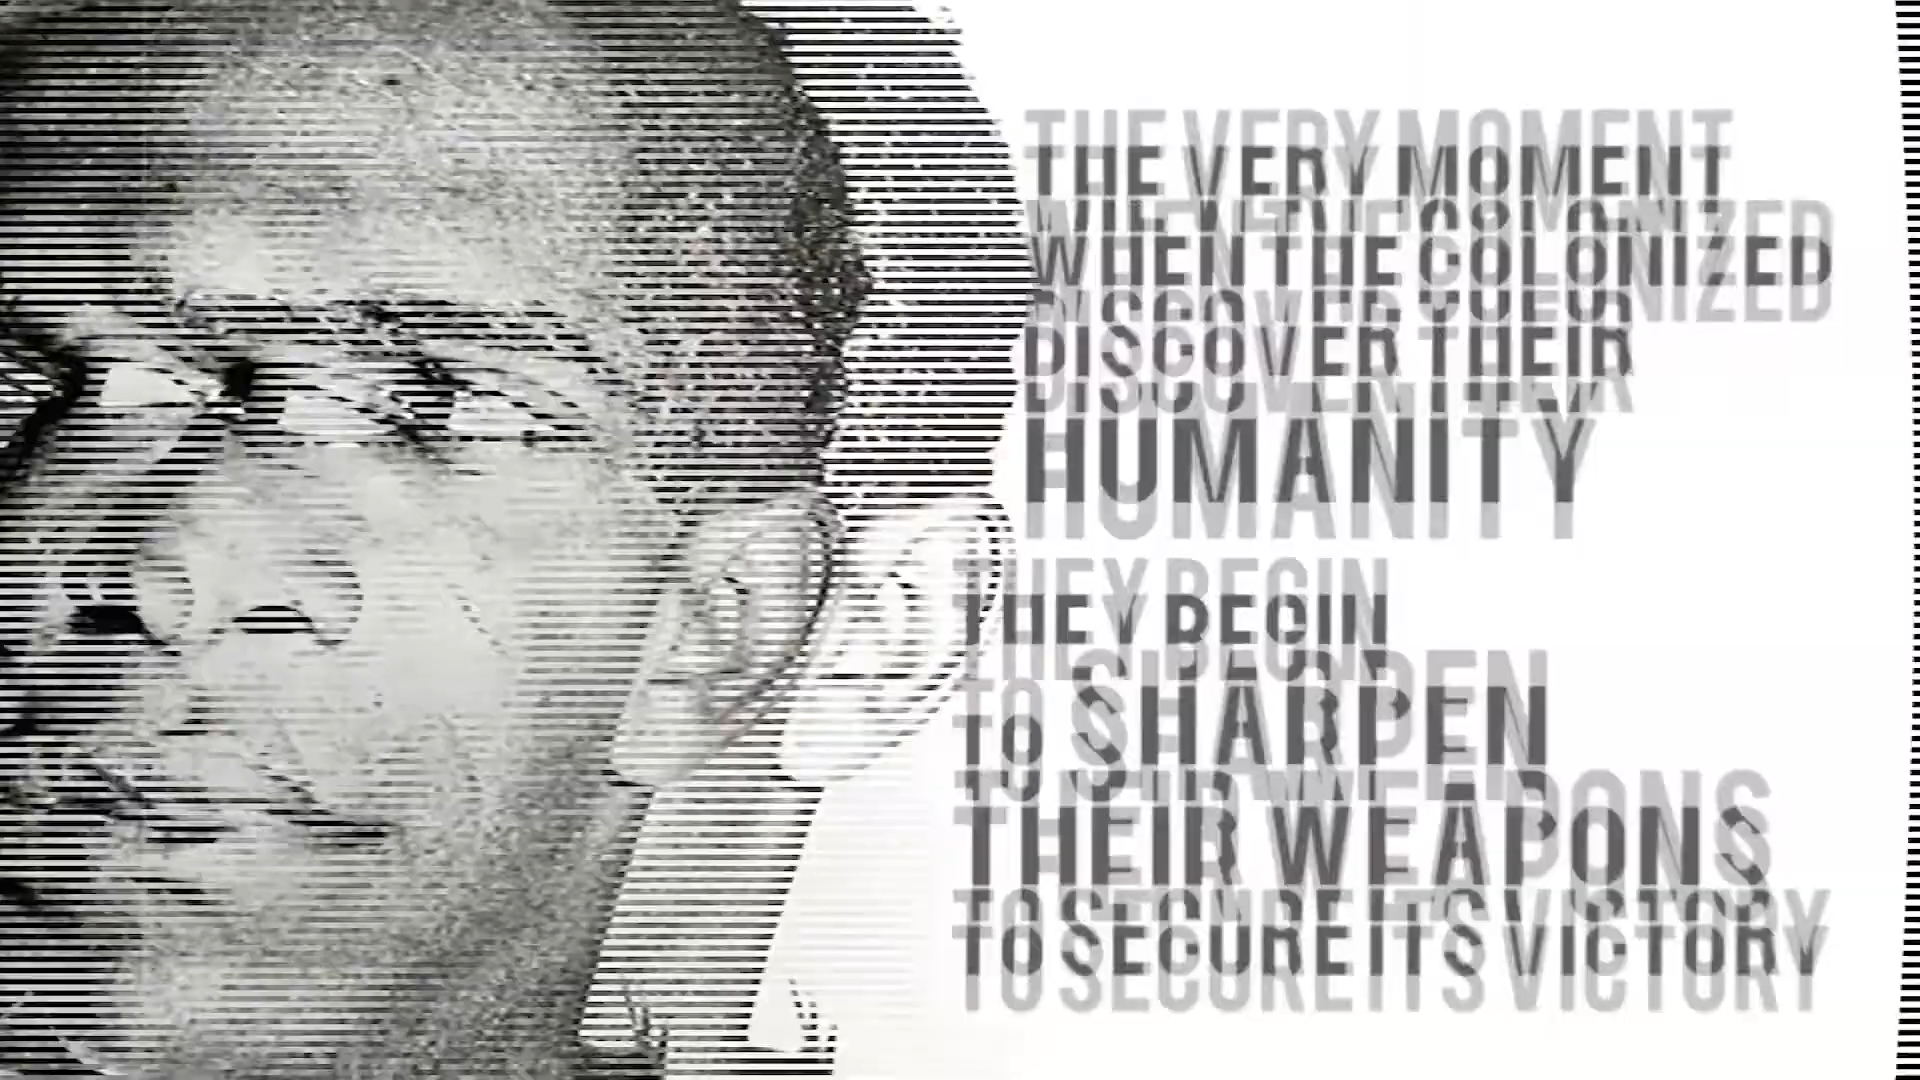 THE VERY MOMENT
WHEN THE COLONIZED
DISCOVER THEIR
HUMANITY
THEY BEGIN
TO SHARPEN
THEIR WEAPONS
TO SECURE ITS VICTORY